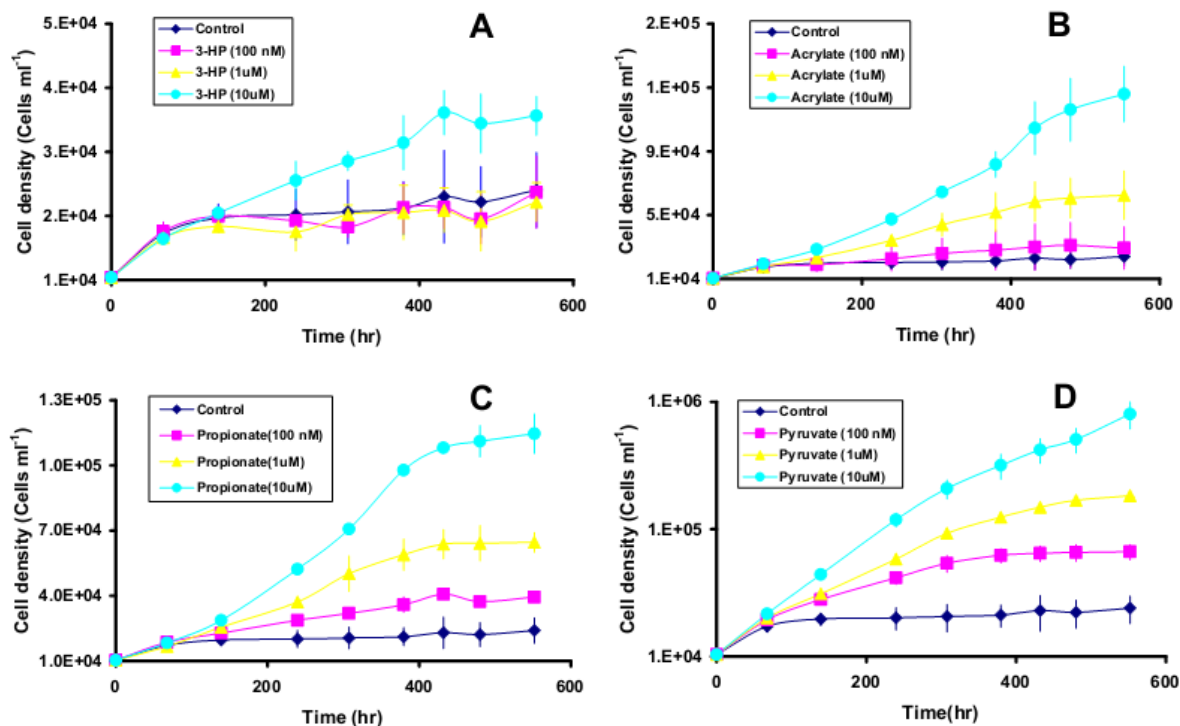 A
Control
3-HP (100 nM)
3-HP (1uM)
3-HP (10uM)
Cell density (Cells ml⁻¹)
5.E+04
4.E+04
3.E+04
2.E+04
1.E+04
0
200
400
600
Time (hr)
B
Control
Acrylate (100 nM)
Acrylate (1uM)
Acrylate (10uM)
Cell density (Cells ml⁻¹)
2.E+05
1.E+05
9.E+04
5.E+04
1.E+04
0
200
400
600
Time (hr)
C
Control
Propionate(100 nM)
Propionate(1uM)
Propionate(10uM)
Cell density (Cells ml⁻¹)
1.3E+05
1.0E+05
7.0E+04
4.0E+04
1.0E+04
0
200
400
600
Time (hr)
D
Control
Pyruvate (100 nM)
Pyruvate (1uM)
Pyruvate (10uM)
Cell density (Cells ml⁻¹)
1.E+06
1.E+05
1.E+04
0
200
400
600
Time(hr)